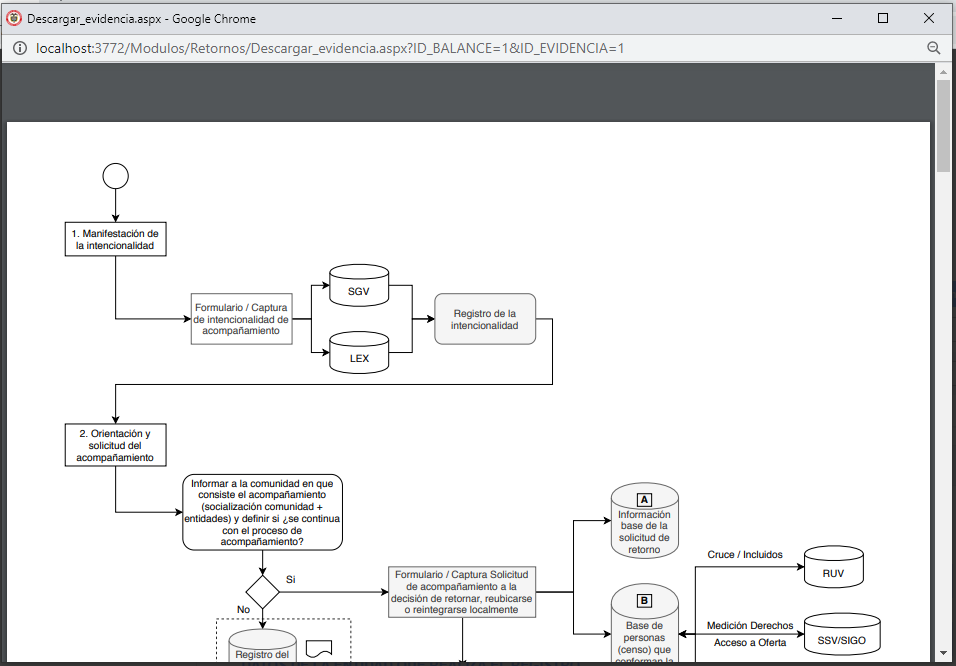 Descargar_evidencia.aspx - Google Chrome
localhost:3772/Modulos/Retornos/Descargar_evidencia.aspx?ID_BALANCE=1&ID_EVIDENCIA=1
1. Manifestación de
la intencionalidad
Formulario / Captura
de intencionalidad de
acompañamiento
SGV
LEX
Registro de la
intencionalidad
2. Orientación y
solicitud del
acompañamiento
Informar a la comunidad en que
consiste el acompañamiento
(socialización comunidad +
entidades) y definir si ¿se continua
con el proceso de
acompañamiento?
Si
No
Registro del
Formulario / Captura Solicitud
de acompañamiento a la
decisión de retornar, reubicarse
o reintegrarse localmente
A
Información
base de la
solicitud de
retorno
B
Base de
personas
(censo) que
conforman la
Cruce / Incluidos
RUV
Medición Derechos
Acceso a Oferta
SSV/SIGO